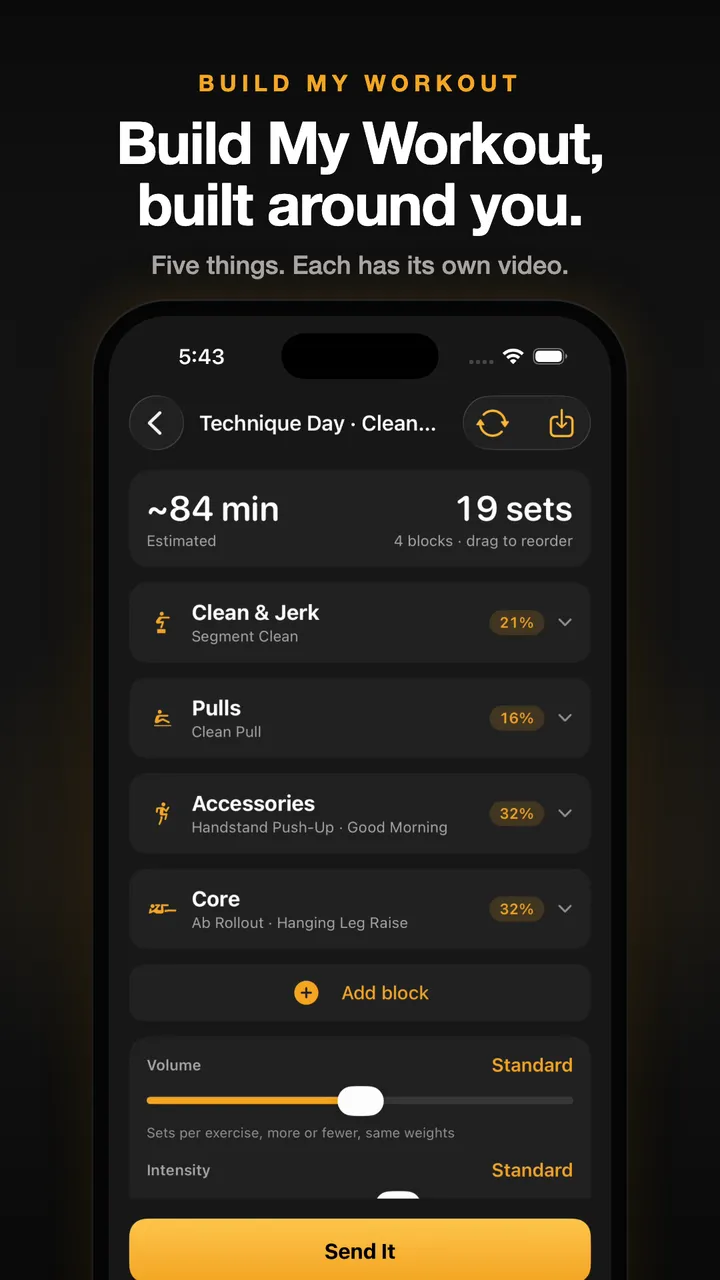 BUILD MY WORKOUT
Build My Workout,
built around you.
Five things. Each has its own video.
5:43
Technique Day · Clean...
~84 min
19 sets
Estimated
4 blocks · drag to reorder
Clean & Jerk
Segment Clean
21%
Pulls
Clean Pull
16%
Accessories
Handstand Push-Up · Good Morning
32%
Core
Ab Rollout · Hanging Leg Raise
32%
Add block
Volume
Standard
Sets per exercise, more or fewer, same weights
Intensity
Standard
Send It